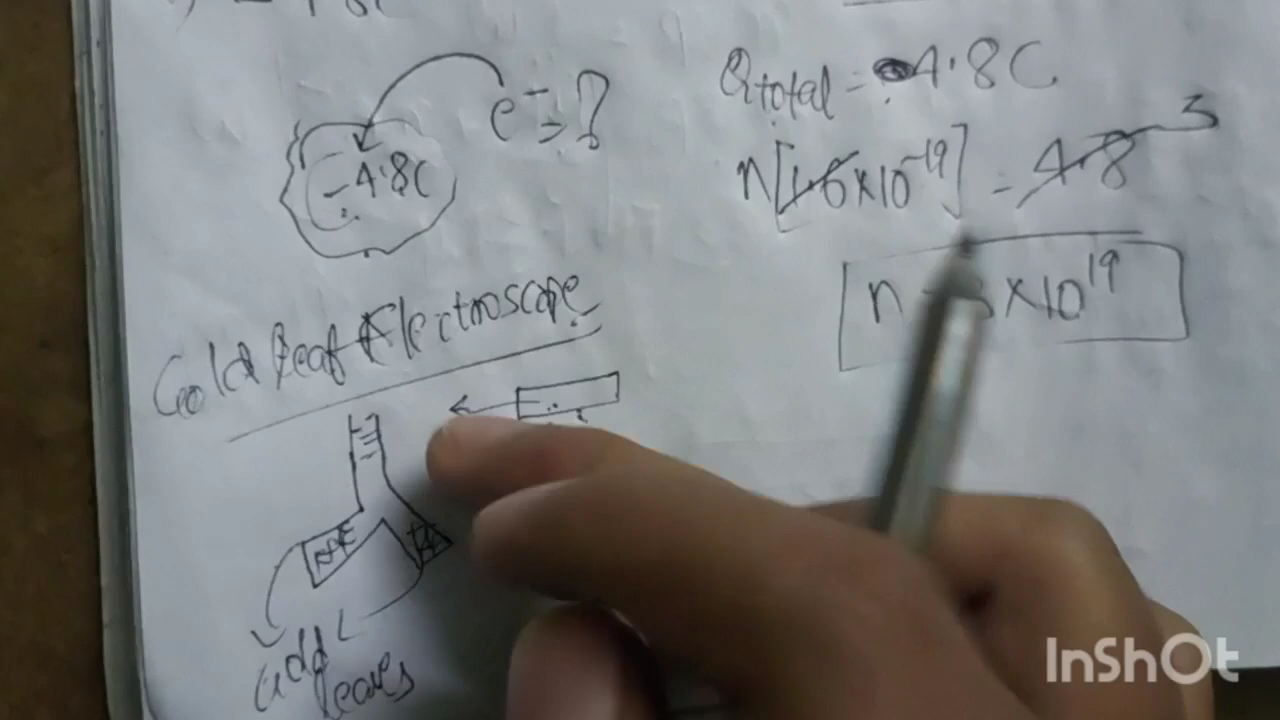 e⁻ = ?
-4.8C
Qtotal = 4.8C
n[1.6×10⁻¹⁹] = 4.8 3
n 3×10¹⁹
Gold Leaf Electroscope
Gold
Leaves
InShOt